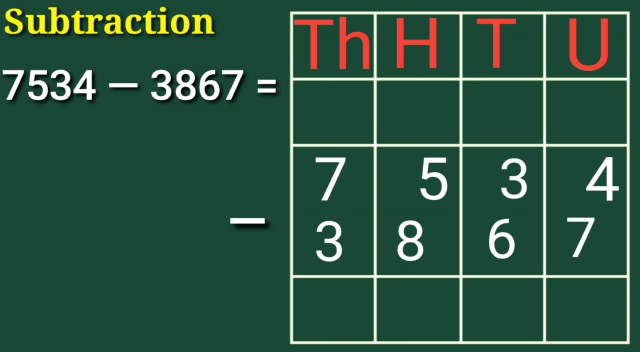 Subtraction
7534 – 3867 =
Th H T U
7 5 3 4
– 3 8 6 7